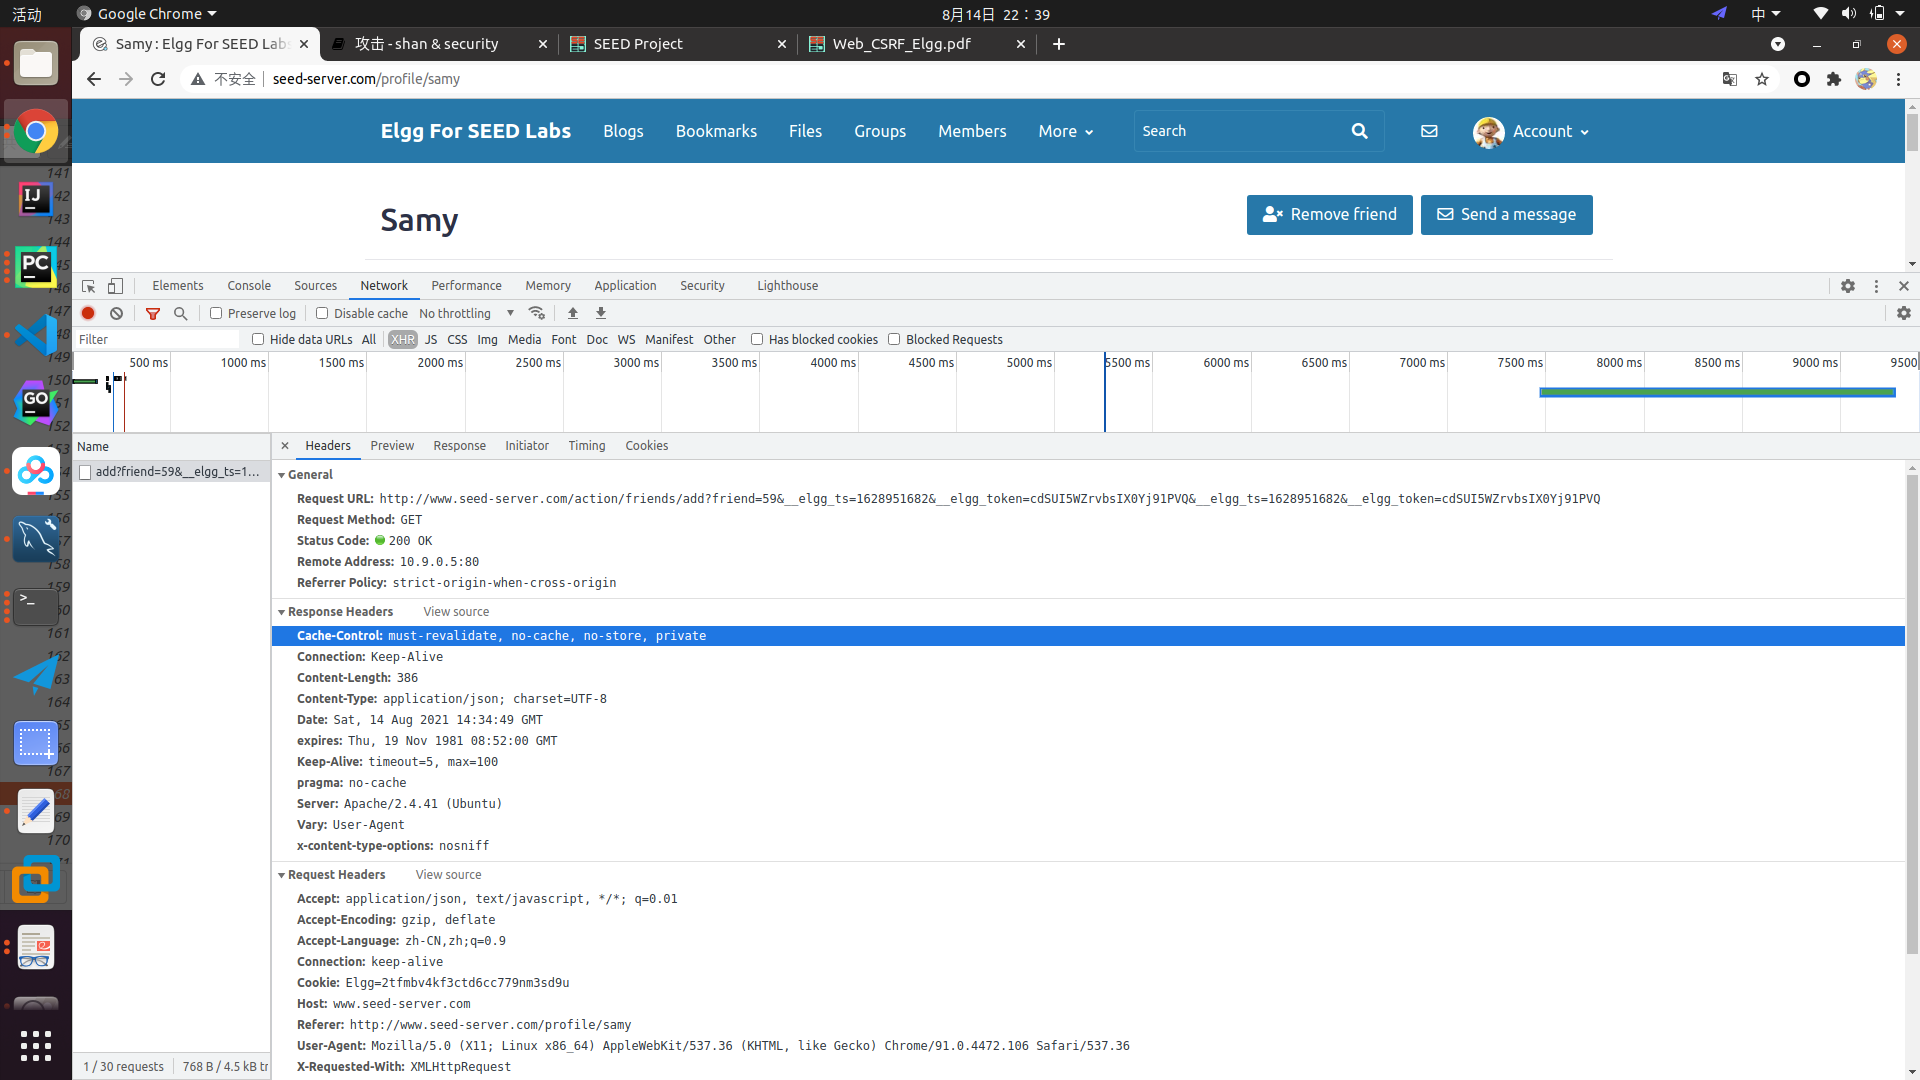 活动
Google Chrome
8月14日 22：39
中
Samy : Elgg For SEED Labs
攻击 - shan & security
SEED Project
Web_CSRF_Elgg.pdf
不安全
seed-server.com/profile/samy
Elgg For SEED Labs
Blogs
Bookmarks
Files
Groups
Members
More
Search
Account
Samy
Remove friend
Send a message
Elements
Console
Sources
Network
Performance
Memory
Application
Security
Lighthouse
Preserve log
Disable cache
No throttling
Filter
Hide data URLs
All
XHR
JS
CSS
Img
Media
Font
Doc
WS
Manifest
Other
Has blocked cookies
Blocked Requests
500 ms
1000 ms
1500 ms
2000 ms
2500 ms
3000 ms
3500 ms
4000 ms
4500 ms
5000 ms
5500 ms
6000 ms
6500 ms
7000 ms
7500 ms
8000 ms
8500 ms
9000 ms
9500
Name
add?friend=59&__elgg_ts=1...
Headers
Preview
Response
Initiator
Timing
Cookies
General
Request URL: http://www.seed-server.com/action/friends/add?friend=59&__elgg_ts=1628951682&__elgg_token=cdSUI5WZrvbsIX0Yj91PVQ&__elgg_ts=1628951682&__elgg_token=cdSUI5WZrvbsIX0Yj91PVQ
Request Method: GET
Status Code: 200 OK
Remote Address: 10.9.0.5:80
Referrer Policy: strict-origin-when-cross-origin
Response Headers View source
Cache-Control: must-revalidate, no-cache, no-store, private
Connection: Keep-Alive
Content-Length: 386
Content-Type: application/json; charset=UTF-8
Date: Sat, 14 Aug 2021 14:34:49 GMT
expires: Thu, 19 Nov 1981 08:52:00 GMT
Keep-Alive: timeout=5, max=100
pragma: no-cache
Server: Apache/2.4.41 (Ubuntu)
Vary: User-Agent
x-content-type-options: nosniff
Request Headers View source
Accept: application/json, text/javascript, */*; q=0.01
Accept-Encoding: gzip, deflate
Accept-Language: zh-CN,zh;q=0.9
Connection: keep-alive
Cookie: Elgg=2tfmbv4kf3ctd6cc779nm3sd9u
Host: www.seed-server.com
Referer: http://www.seed-server.com/profile/samy
User-Agent: Mozilla/5.0 (X11; Linux x86_64) AppleWebKit/537.36 (KHTML, like Gecko) Chrome/91.0.4472.106 Safari/537.36
X-Requested-With: XMLHttpRequest
1 / 30 requests
768 B / 4.5 kB tr